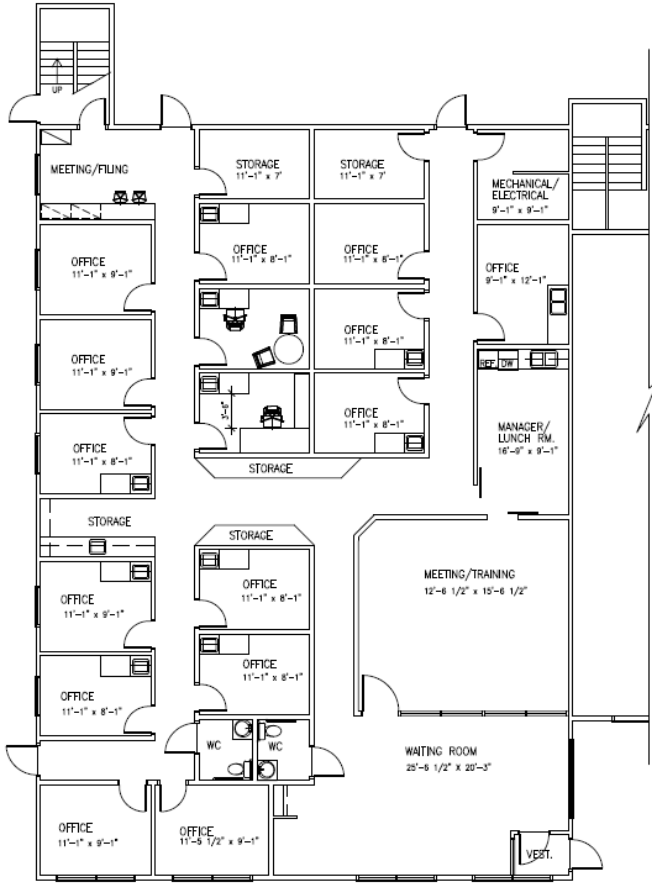 UP
MEETING/FILING
STORAGE
11'-1" x 7'
STORAGE
11'-1" x 7'
MECHANICAL/
ELECTRICAL
9'-1" x 9'-1"
OFFICE
11'-1" x 9'-1"
OFFICE
11'-1" x 8'-1"
OFFICE
11'-1" x 8'-1"
OFFICE
9'-1" x 12'-1"
OFFICE
11'-1" x 9'-1"
OFFICE
11'-1" x 8'-1"
REF.
DW
3'-6"
OFFICE
11'-1" x 8'-1"
MANAGER/
LUNCH RM.
16'-9" x 9'-1"
OFFICE
11'-1" x 8'-1"
STORAGE
STORAGE
STORAGE
OFFICE
11'-1" x 9'-1"
OFFICE
11'-1" x 8'-1"
MEETING/TRAINING
12'-6 1/2" x 15'-6 1/2"
OFFICE
11'-1" x 8'-1"
OFFICE
11'-1" x 8'-1"
WC
WC
WAITING ROOM
25'-6 1/2" X 20'-3"
OFFICE
11'-1" x 9'-1"
OFFICE
11'-5 1/2" x 9'-1"
VEST.